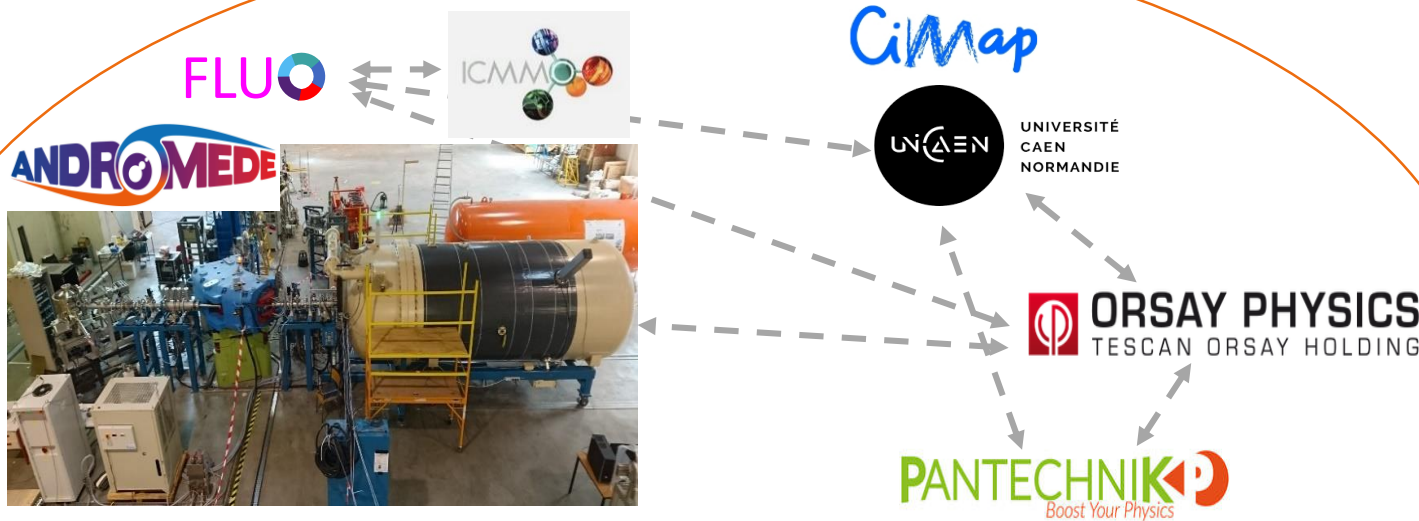 CiMap
FLUO
ICMMO
UNICAEN
UNIVERSITÉ
CAEN
NORMANDIE
ANDROMEDE
ORSAY PHYSICS
TESCAN ORSAY HOLDING
PANTECHNIK
Boost Your Physics